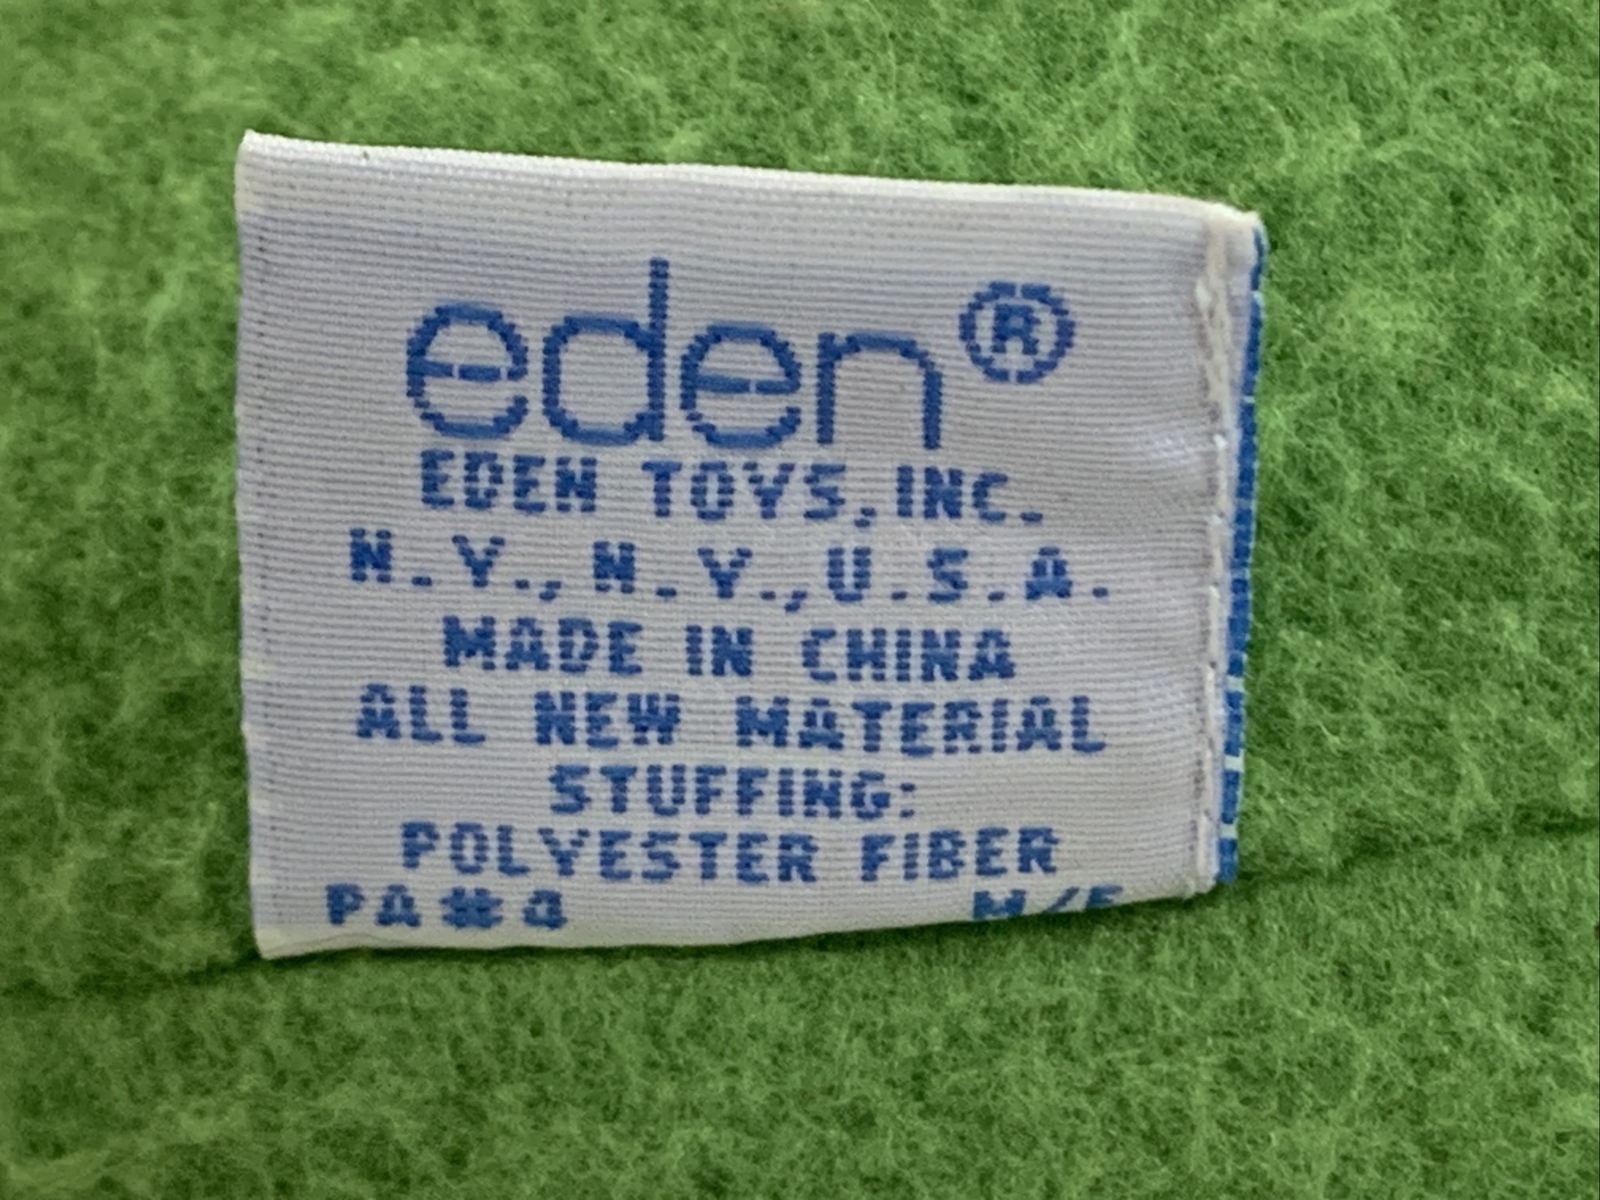 eden®
EDEN TOYS, INC.
N.Y., N.Y., U.S.A.
MADE IN CHINA
ALL NEW MATERIAL
STUFFING:
POLYESTER FIBER
PA#4